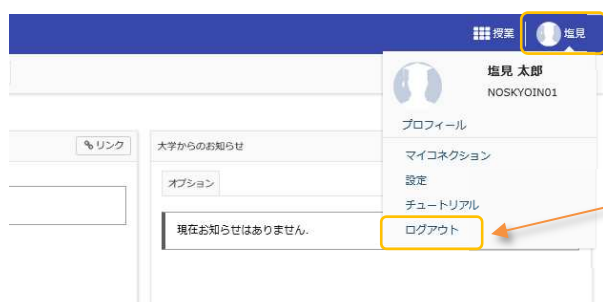 授業
塩見
塩見 太郎
NOSKYOIN01
プロフィール
リンク
大学からのお知らせ
マイコネクション
オプション
設定
チュートリアル
現在お知らせはありません.
ログアウト